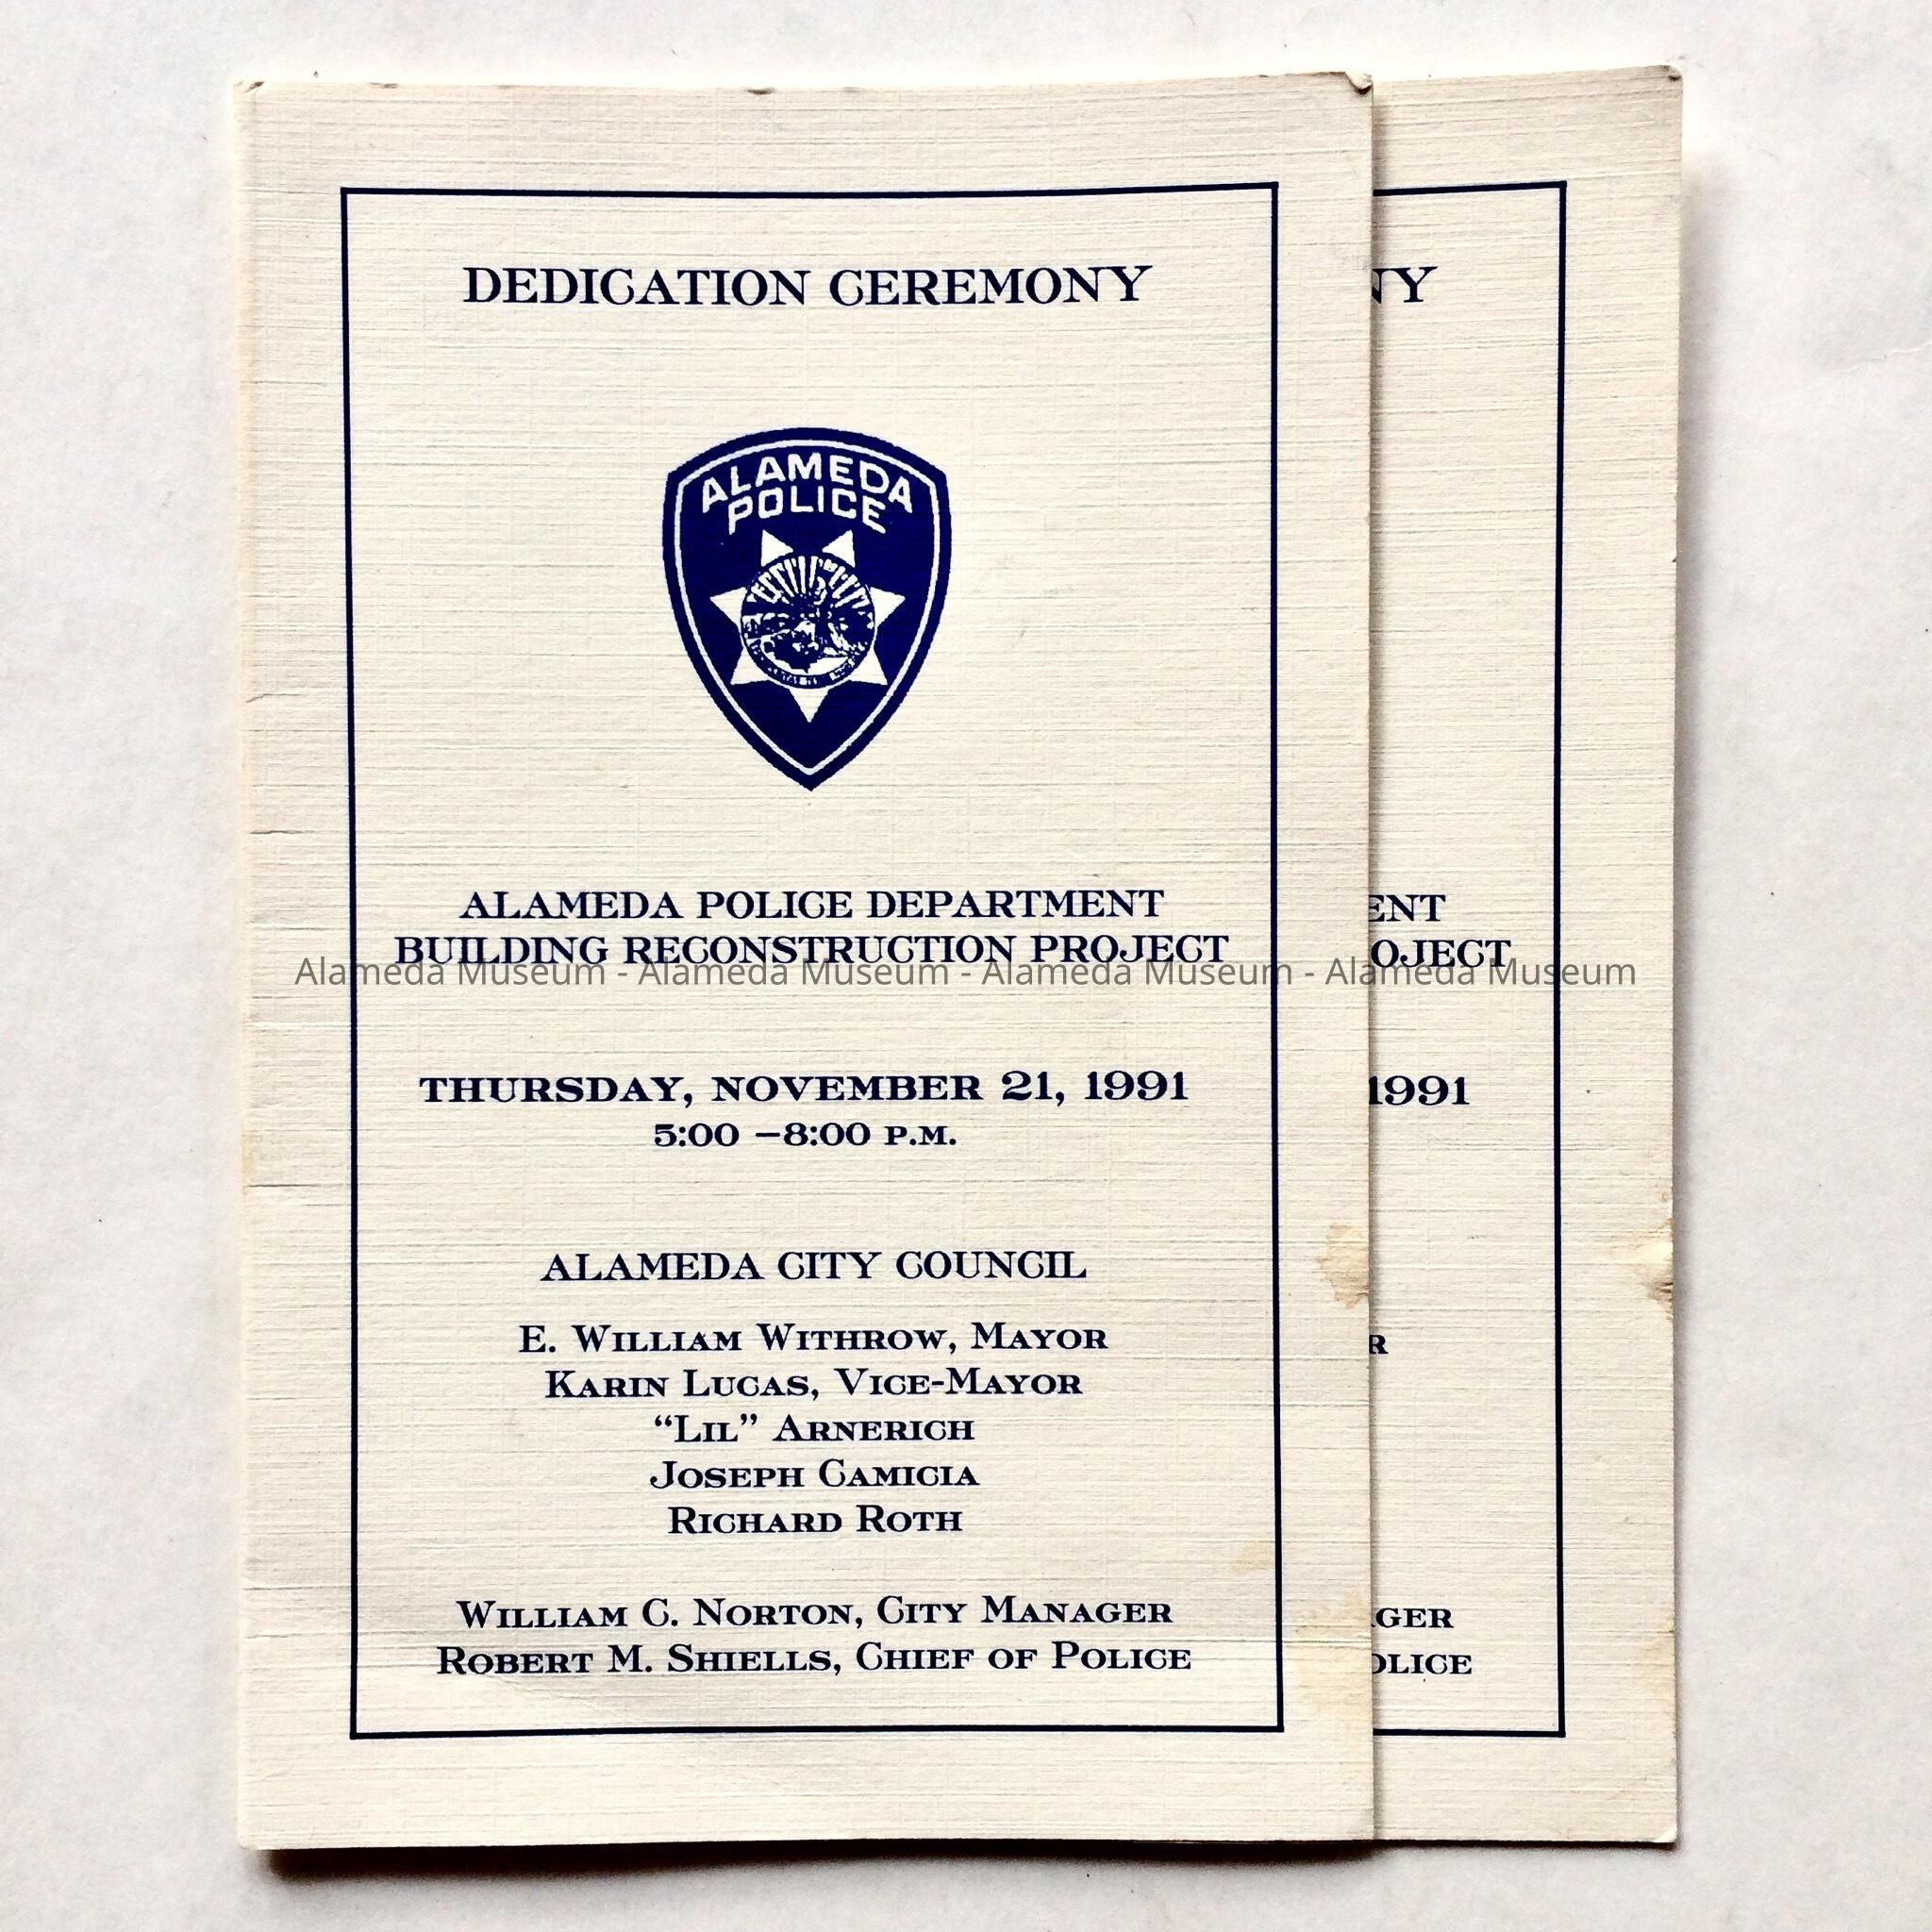 DEDICATION CEREMONY
ALAMEDA
POLICE
ALAMEDA POLICE DEPARTMENT
BUILDING RECONSTRUCTION PROJECT
Alameda Museum - Alameda Museum - Alameda Museum - Alameda Museum
THURSDAY, NOVEMBER 21, 1991
5:00 –8:00 P.M.
ALAMEDA CITY COUNCIL
E. WILLIAM WITHROW, MAYOR
KARIN LUCAS, VICE-MAYOR
“LIL” ARNERICH
JOSEPH CAMICIA
RICHARD ROTH
WILLIAM C. NORTON, CITY MANAGER
ROBERT M. SHIELLS, CHIEF OF POLICE
NY
ENT
OJECT
1991
R
GER
OLICE